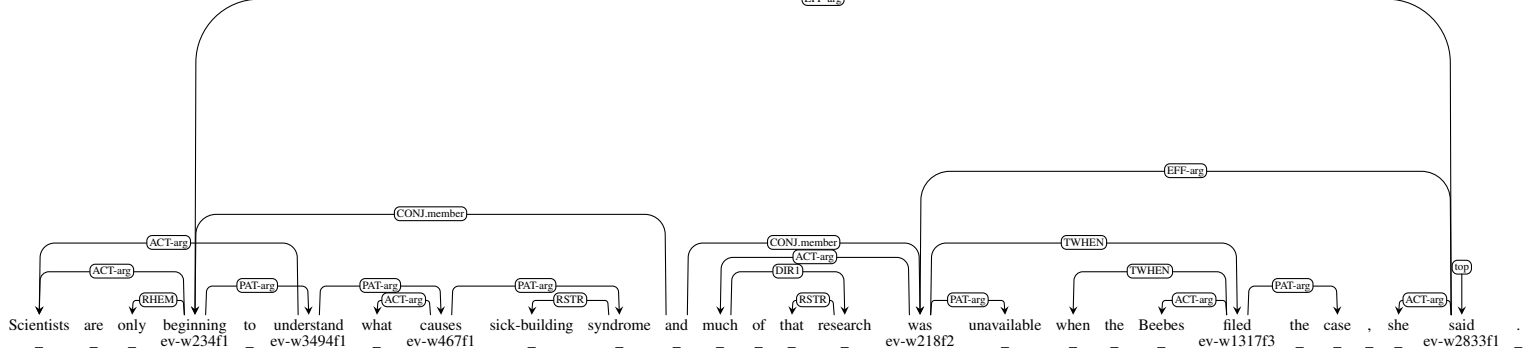 EFF-arg
EFF-arg
CONJ.member
ACT-arg CONJ.member TWHEN
ACT-arg
ACT-arg DIR1 TWHEN top
PAT-arg PAT-arg PAT-arg PAT-arg
RHEM ACT-arg RSTR RSTR PAT-arg ACT-arg ACT-arg
Scientists are only beginning to understand what causes sick-building syndrome and much of that research was unavailable when the Beebes filed the case , she said .
_ _ _ ev-w234f1 _ ev-w3494f1 _ ev-w467f1 _ _ _ _ _ _ _ ev-w218f2 _ _ _ _ ev-w1317f3 _ _ _ _ ev-w2833f1 _